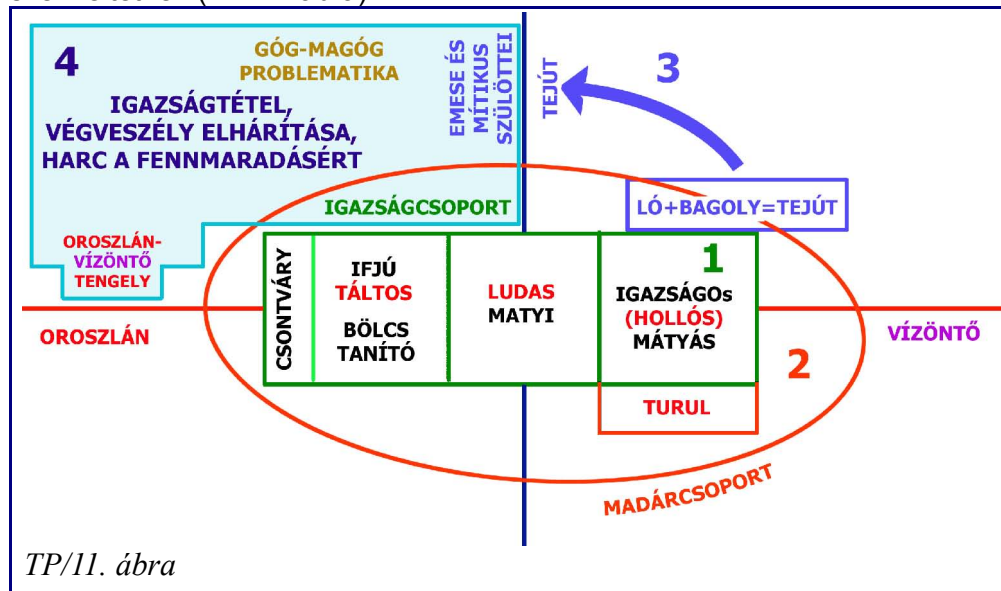 4
GÓG-MAGÓG
PROBLEMATIKA
IGAZSÁGTÉTEL,
VÉGVESZÉLY ELHÁRÍTÁSA,
HARC A FENNMARADÁSÉRT
EMESE ÉS
MÍTIKUS
SZÜLÖTTEI
TEJÚT
3
IGAZSÁGCSOPORT
LÓ+BAGOLY=TEJÚT
OROSZLÁN-
VÍZÖNTŐ
TENGELY
CSONTVÁRY
IFJÚ
TÁLTOS
BÖLCS
TANÍTÓ
LUDAS
MATYI
1
IGAZSÁGOs
(HOLLÓS)
MÁTYÁS
OROSZLÁN
VÍZÖNTŐ
2
TURUL
MADÁRCSOPORT
TP/11. ábra